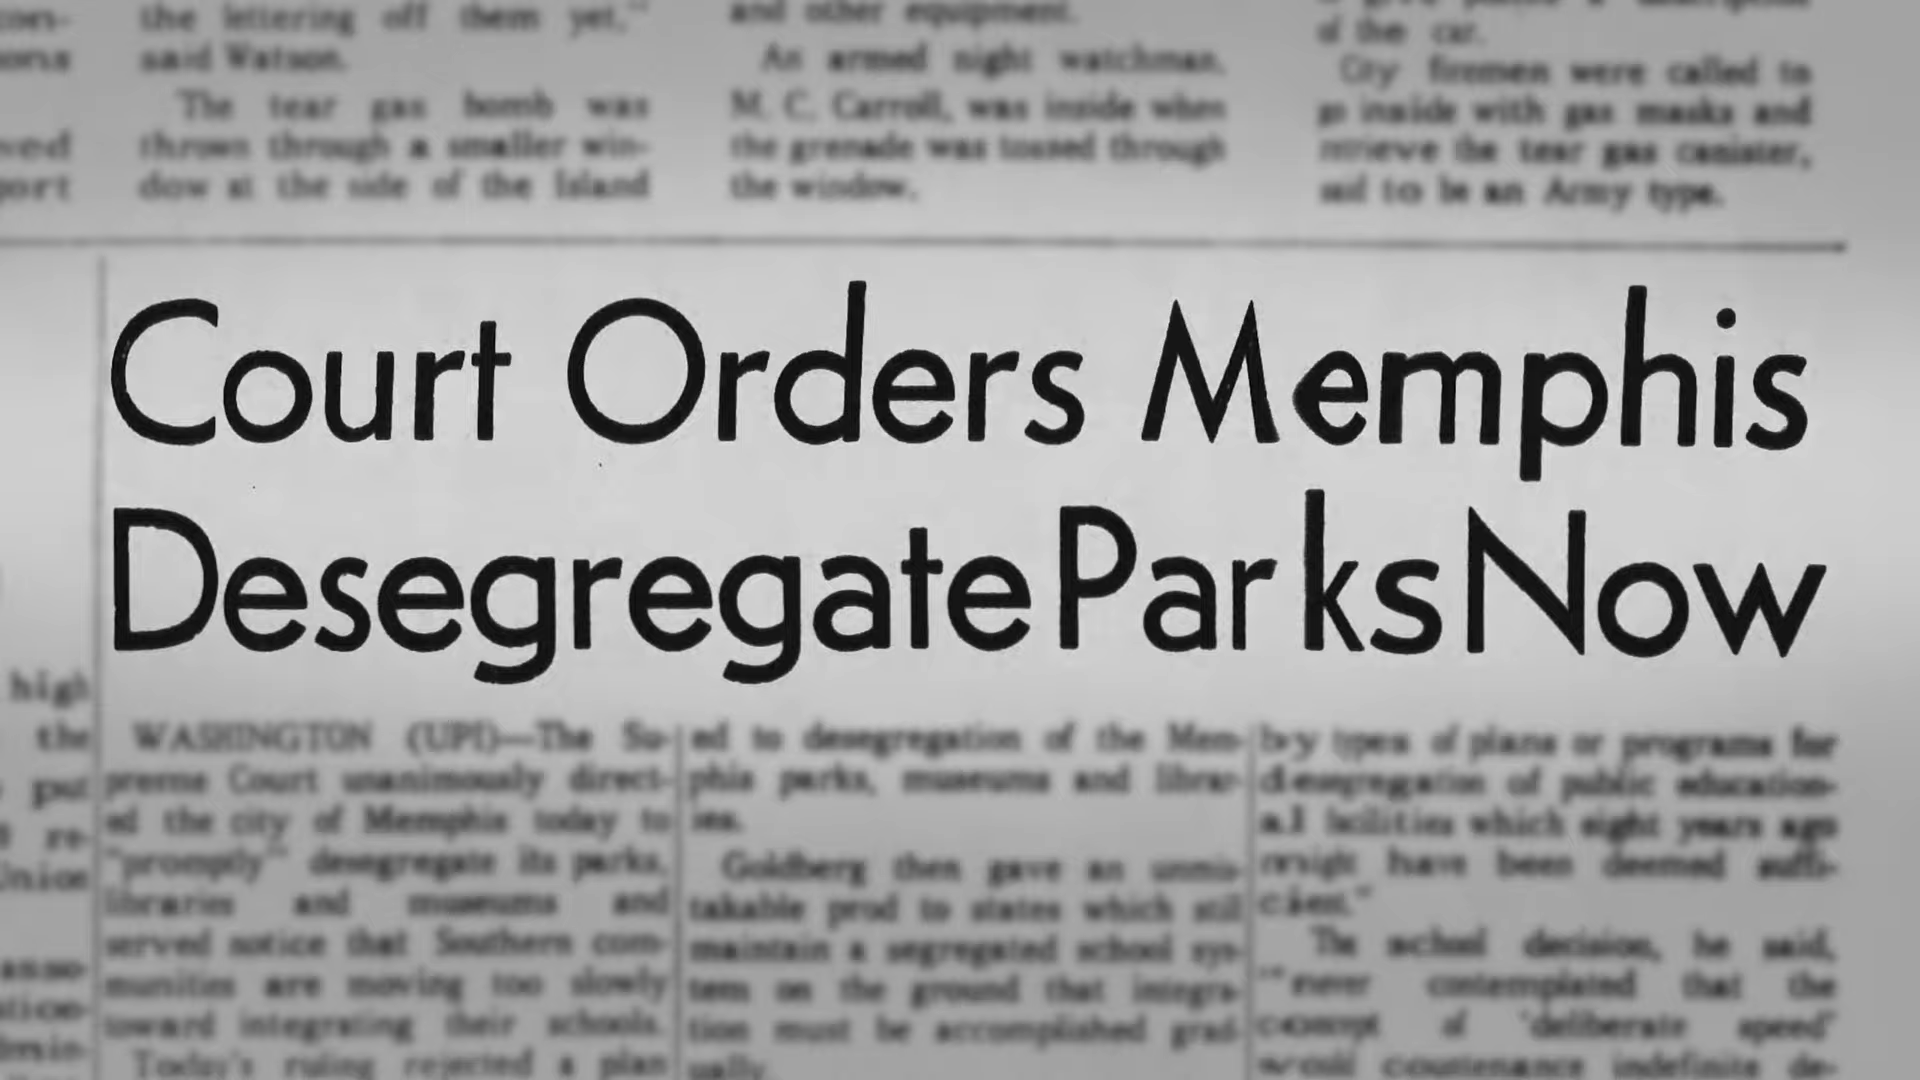 the lettering off them yet,"
said Watson.
The tear gas bomb was
thrown through a smaller win-
dow at the side of the Island
and other equipment.
An armed night watchman,
M. C. Carroll, was inside when
the grenade was tossed through
the window.
of the car.
City firemen were called to
go inside with gas masks and
retrieve the tear gas canister,
said to be an Army type.
Court Orders Memphis
Desegregate Parks Now
high
the
put
re-
Union
WASHINGTON (UPI)—The Su-
preme Court unanimously direct-
ed the city of Memphis today to
"promptly" desegregate its parks,
libraries and museums and
served notice that Southern com-
munities are moving too slowly
toward integrating their schools.
Today's ruling rejected a plan
ed to desegregation of the Mem-
phis parks, museums and librar-
ies.
Goldberg then gave an unmis-
takable prod to states which still
maintain a segregated school sys-
tem on the ground that integra-
tion must be accomplished grad-
ually.
by types of plans or programs for
desegregation of public education-
al facilities which eight years ago
might have been deemed suffi-
cient."
The school decision, he said,
"never contemplated that the
concept of 'deliberate speed'
would countenance indefinite de-